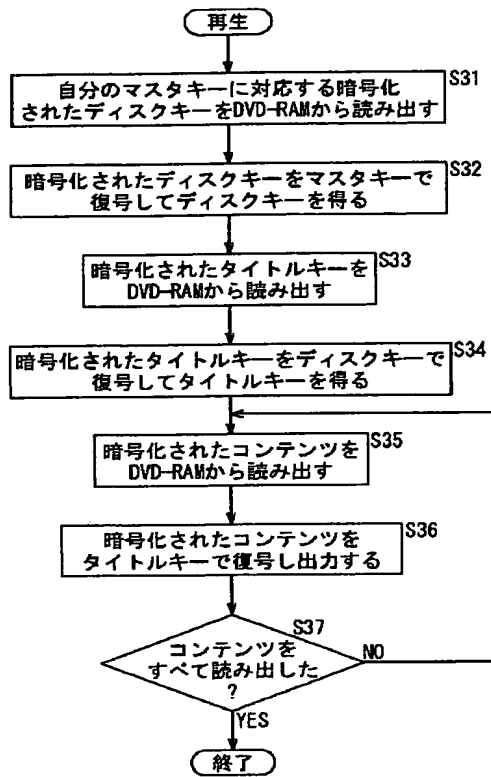 再生
S31
自分のマスタキーに対応する暗号化
されたディスクキーをDVD-RAMから読み出す
S32
暗号化されたディスクキーをマスタキーで
復号してディスクキーを得る
S33
暗号化されたタイトルキーを
DVD-RAMから読み出す
S34
暗号化されたタイトルキーをディスクキーで
復号してタイトルキーを得る
S35
暗号化されたコンテンツを
DVD-RAMから読み出す
S36
暗号化されたコンテンツを
タイトルキーで復号し出力する
S37
コンテンツを
すべて読み出した
?
NO
YES
終了